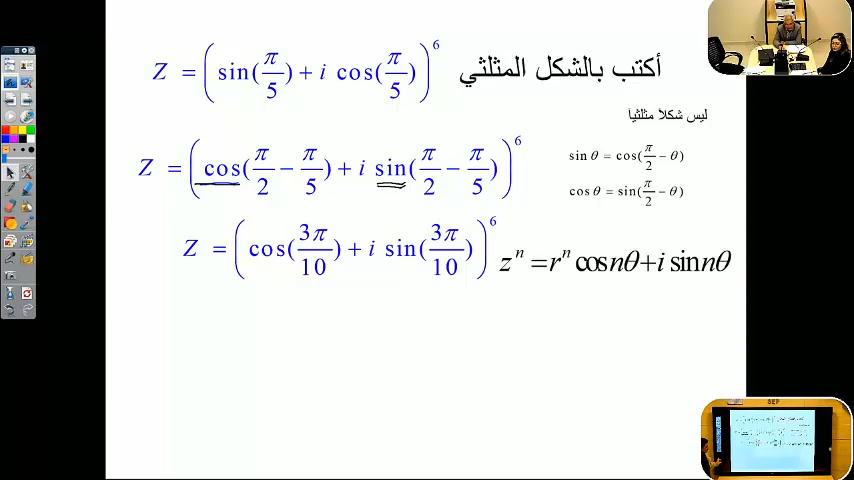 Z = (sin(π/5) + i cos(π/5))^6 أكتب بالشكل المثلثي
ليس شكلاً مثلثياً
Z = (cos(π/2 − π/5) + i sin(π/2 − π/5))^6
sin θ = cos(π/2 − θ)
cos θ = sin(π/2 − θ)
Z = (cos(3π/10) + i sin(3π/10))^6
z^n = r^n cos nθ + i sin nθ
SEP